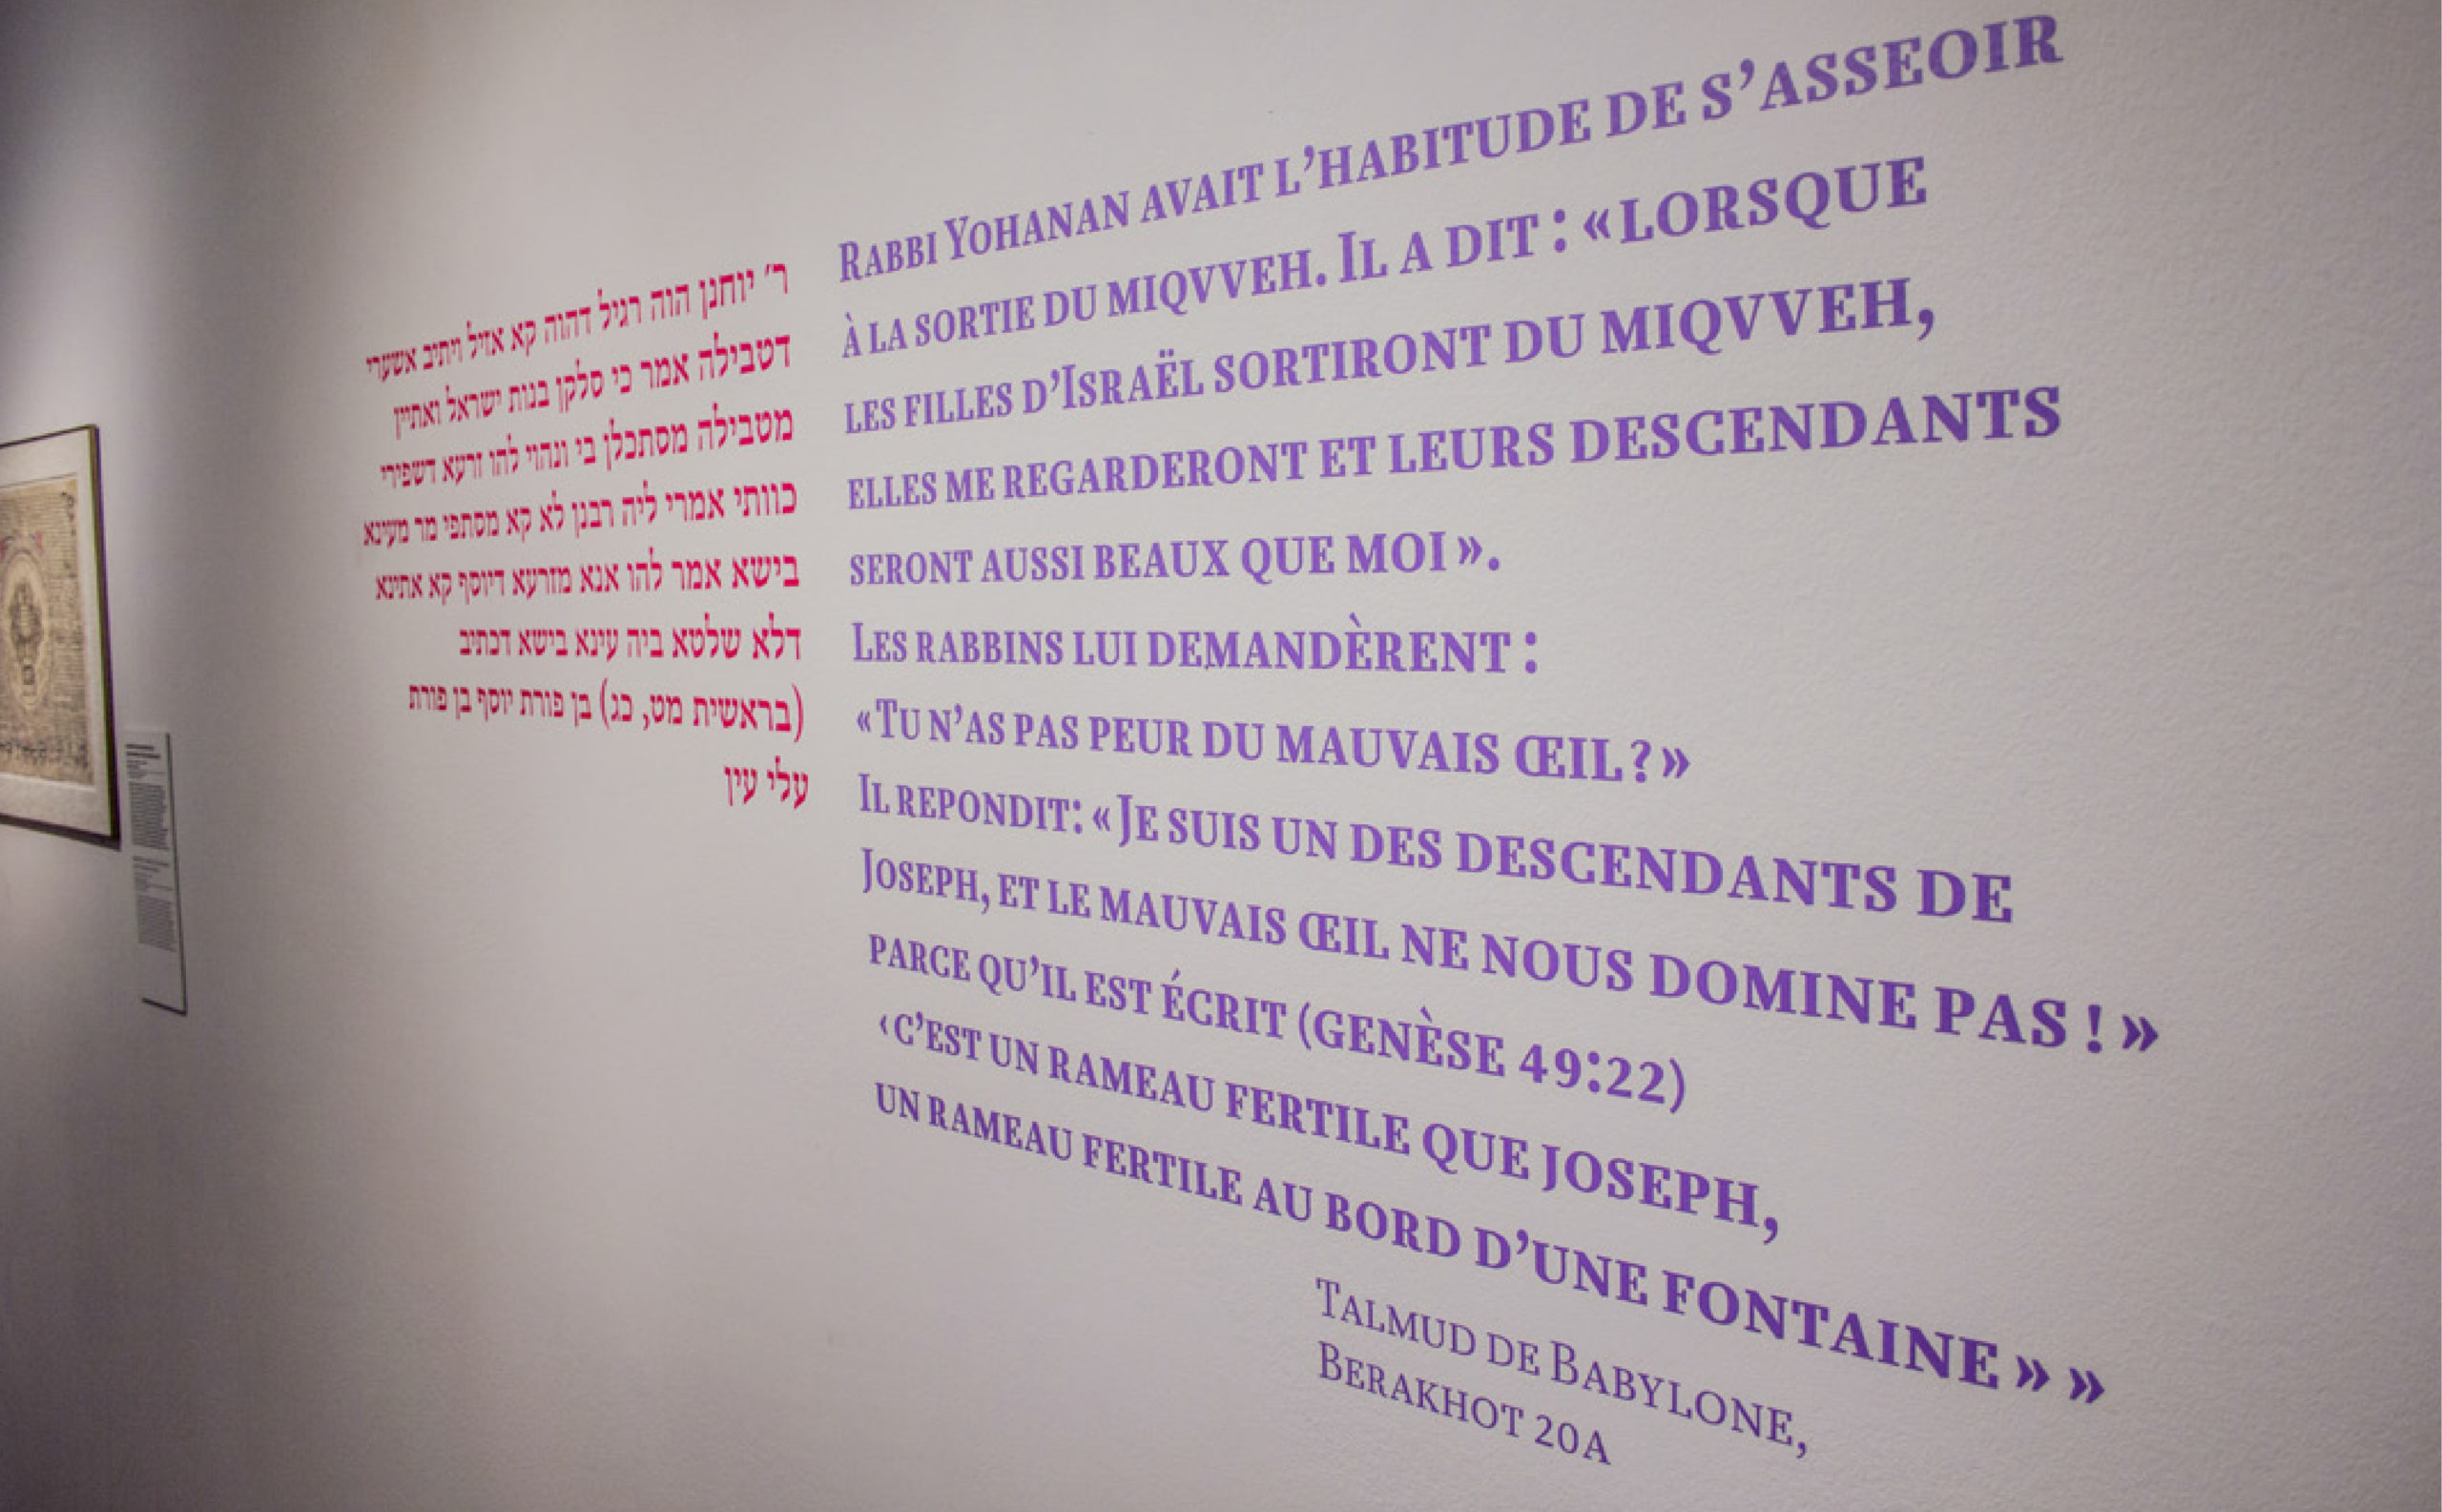 ר׳ יוחנן הוה רגיל דהוה קא אזיל ויתיב אשערי
דטבילה אמר כי סלקן בנות ישראל ואתיין
מטבילה מסתכלן בי ונהוי להו זרעא דשפירי
כוותי אמרי ליה רבנן לא קא מסתפי מר מעינא
בישא אמר להו אנא מזרעא דיוסף קא אתינא
דלא שלטא ביה עינא בישא דכתיב
(בראשית מט, כג) בן פורת יוסף בן פורת
עלי עין
Rabbi Yohanan avait l’habitude de s’asseoir
à la sortie du miqvveh. Il a dit : « lorsque
les filles d’Israël sortiront du miqvveh,
elles me regarderont et leurs descendants
seront aussi beaux que moi ».
Les rabbins lui demandèrent :
« Tu n’as pas peur du mauvais œil ? »
Il repondit : « Je suis un des descendants de
Joseph, et le mauvais œil ne nous domine pas ! »
parce qu’il est écrit (genèse 49:22)
‹ c’est un rameau fertile que joseph,
un rameau fertile au bord d’une fontaine » »
Talmud de Babylone,
Berakhot 20a